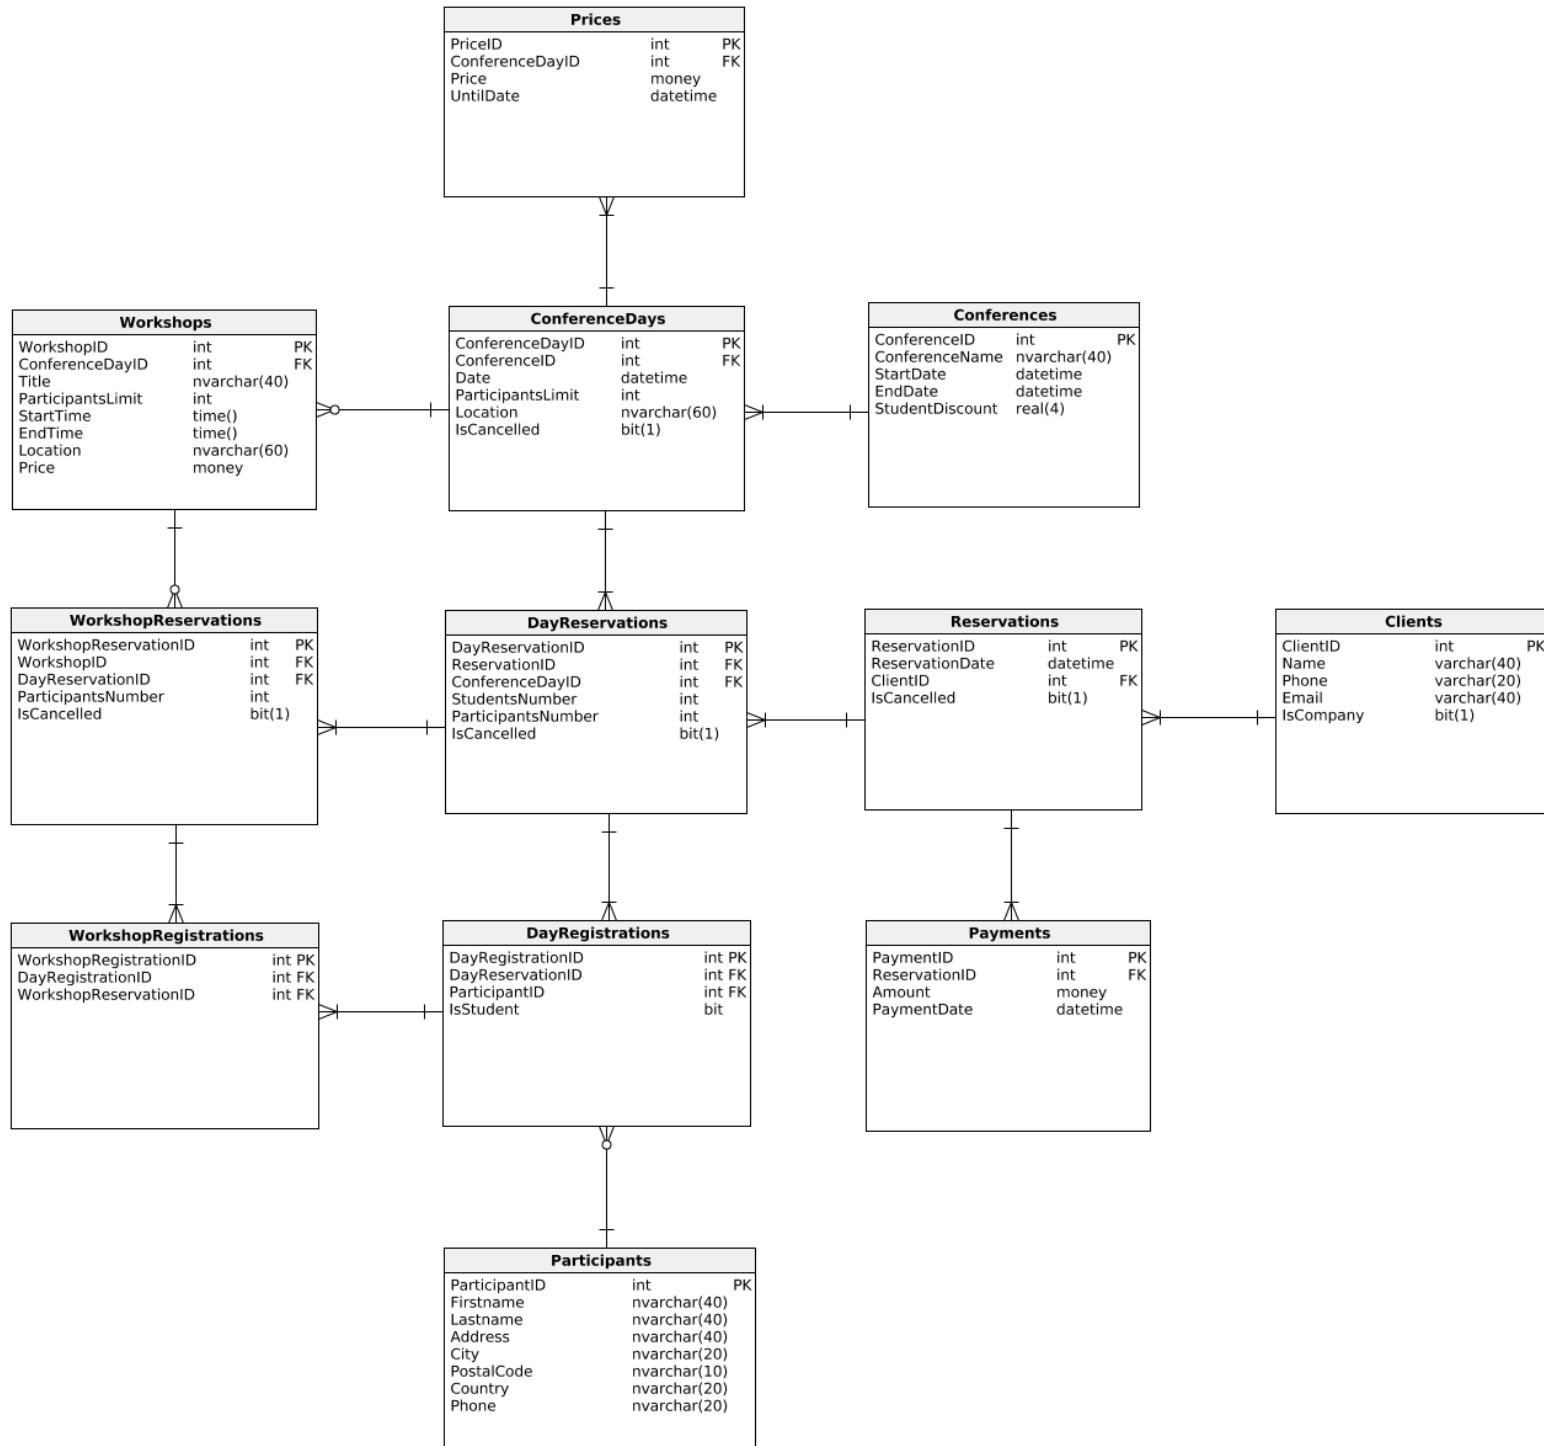 Prices
PriceID int PK
ConferenceDayID int FK
Price money
UntilDate datetime
Workshops
WorkshopID int PK
ConferenceDayID int FK
Title nvarchar(40)
ParticipantsLimit int
StartTime time()
EndTime time()
Location nvarchar(60)
Price money
ConferenceDays
ConferenceDayID int PK
ConferenceID int FK
Date datetime
ParticipantsLimit int
Location nvarchar(60)
IsCancelled bit(1)
Conferences
ConferenceID int PK
ConferenceName nvarchar(40)
StartDate datetime
EndDate datetime
StudentDiscount real(4)
WorkshopReservations
WorkshopReservationID int PK
WorkshopID int FK
DayReservationID int FK
ParticipantsNumber int
IsCancelled bit(1)
DayReservations
DayReservationID int PK
ReservationID int FK
ConferenceDayID int FK
StudentsNumber int
ParticipantsNumber int
IsCancelled bit(1)
Reservations
ReservationID int PK
ReservationDate datetime
ClientID int FK
IsCancelled bit(1)
Clients
ClientID int PK
Name varchar(40)
Phone varchar(20)
Email varchar(40)
IsCompany bit(1)
WorkshopRegistrations
WorkshopRegistrationID int PK
DayRegistrationID int FK
WorkshopReservationID int FK
DayRegistrations
DayRegistrationID int PK
DayReservationID int FK
ParticipantID int FK
IsStudent bit
Payments
PaymentID int PK
ReservationID int FK
Amount money
PaymentDate datetime
Participants
ParticipantID int PK
Firstname nvarchar(40)
Lastname nvarchar(40)
Address nvarchar(40)
City nvarchar(20)
PostalCode nvarchar(10)
Country nvarchar(20)
Phone nvarchar(20)